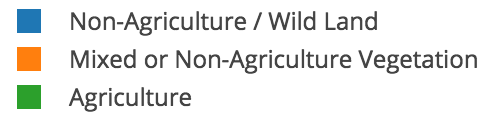 Non-Agriculture / Wild Land
Mixed or Non-Agriculture Vegetation
Agriculture